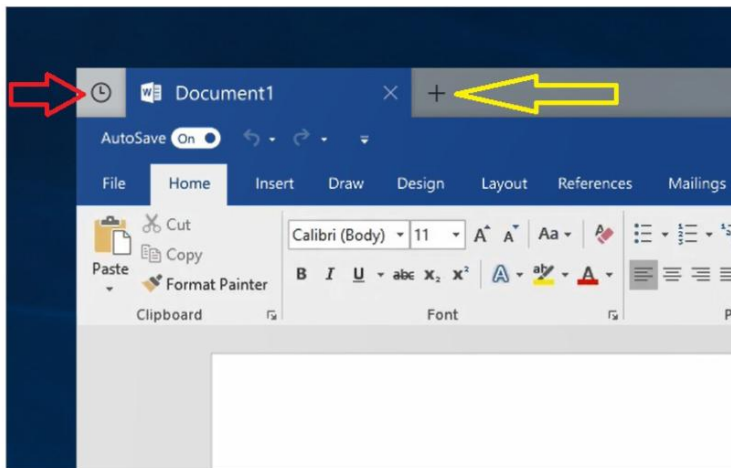 Document1
AutoSave On
File Home Insert Draw Design Layout References Mailings
Cut
Copy
Paste
Format Painter
Calibri (Body) 11 A A Aa
B I U abc X₂ X² A ab A
Clipboard Font P